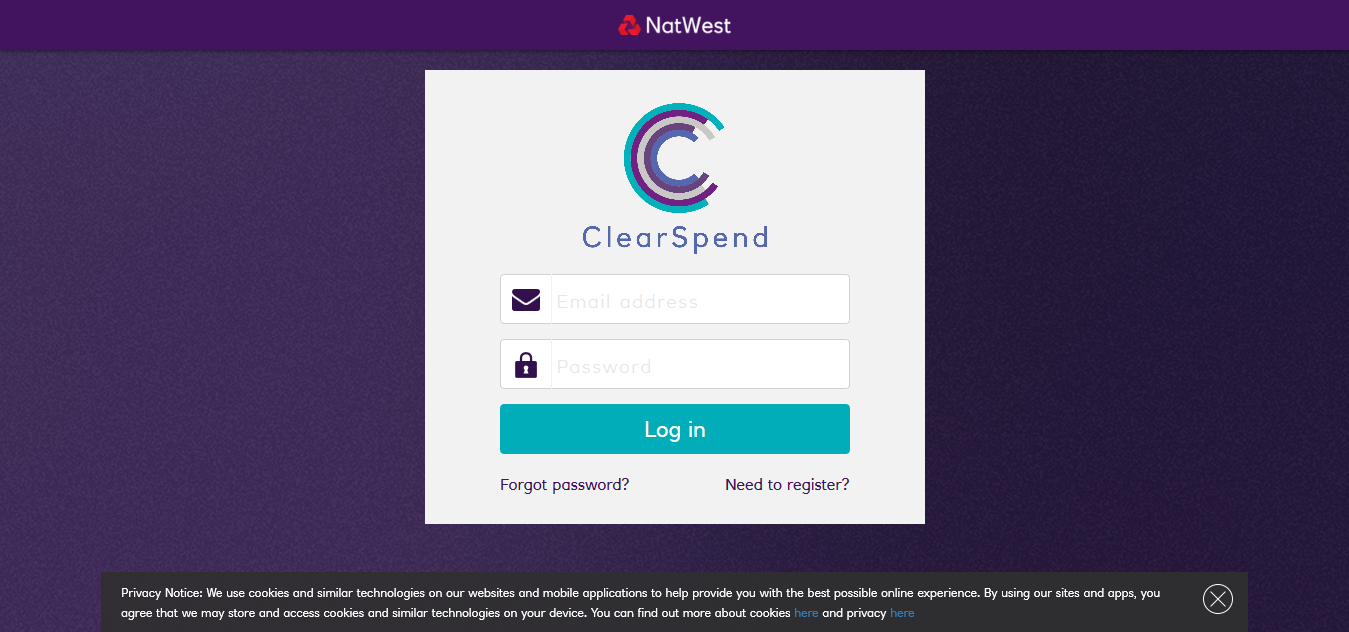 NatWest
ClearSpend
Email address
Password
Log in
Forgot password?
Need to register?
Privacy Notice: We use cookies and similar technologies on our websites and mobile applications to help provide you with the best possible online experience. By using our sites and apps, you
agree that we may store and access cookies and similar technologies on your device. You can find out more about cookies here and privacy here